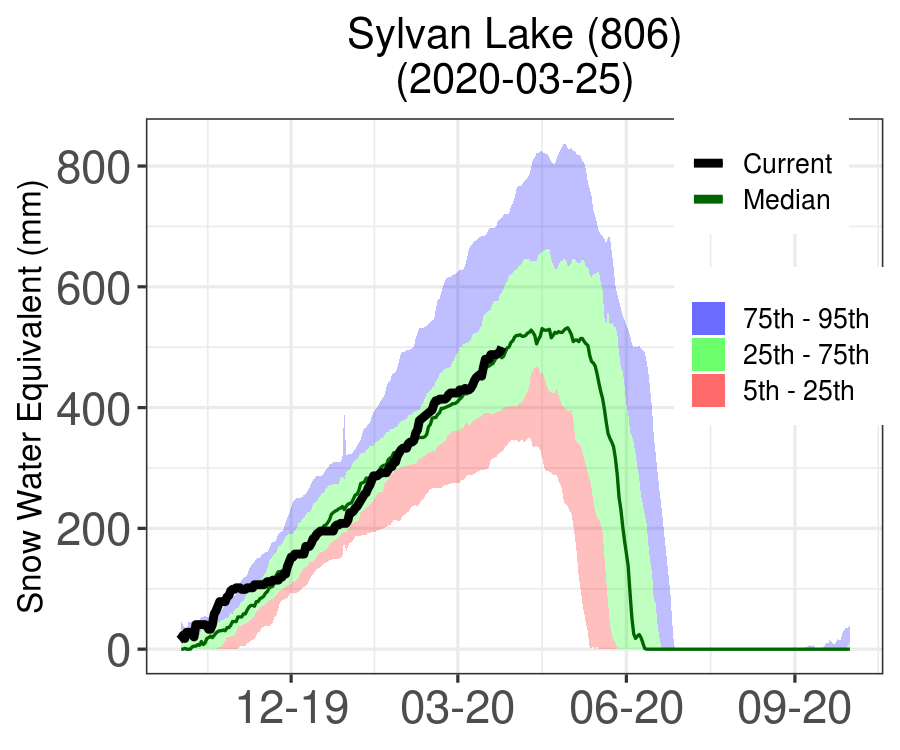 Sylvan Lake (806)
(2020-03-25)
Snow Water Equivalent (mm)
800
600
400
200
0
12-19
03-20
06-20
09-20
Current
Median
75th - 95th
25th - 75th
5th - 25th